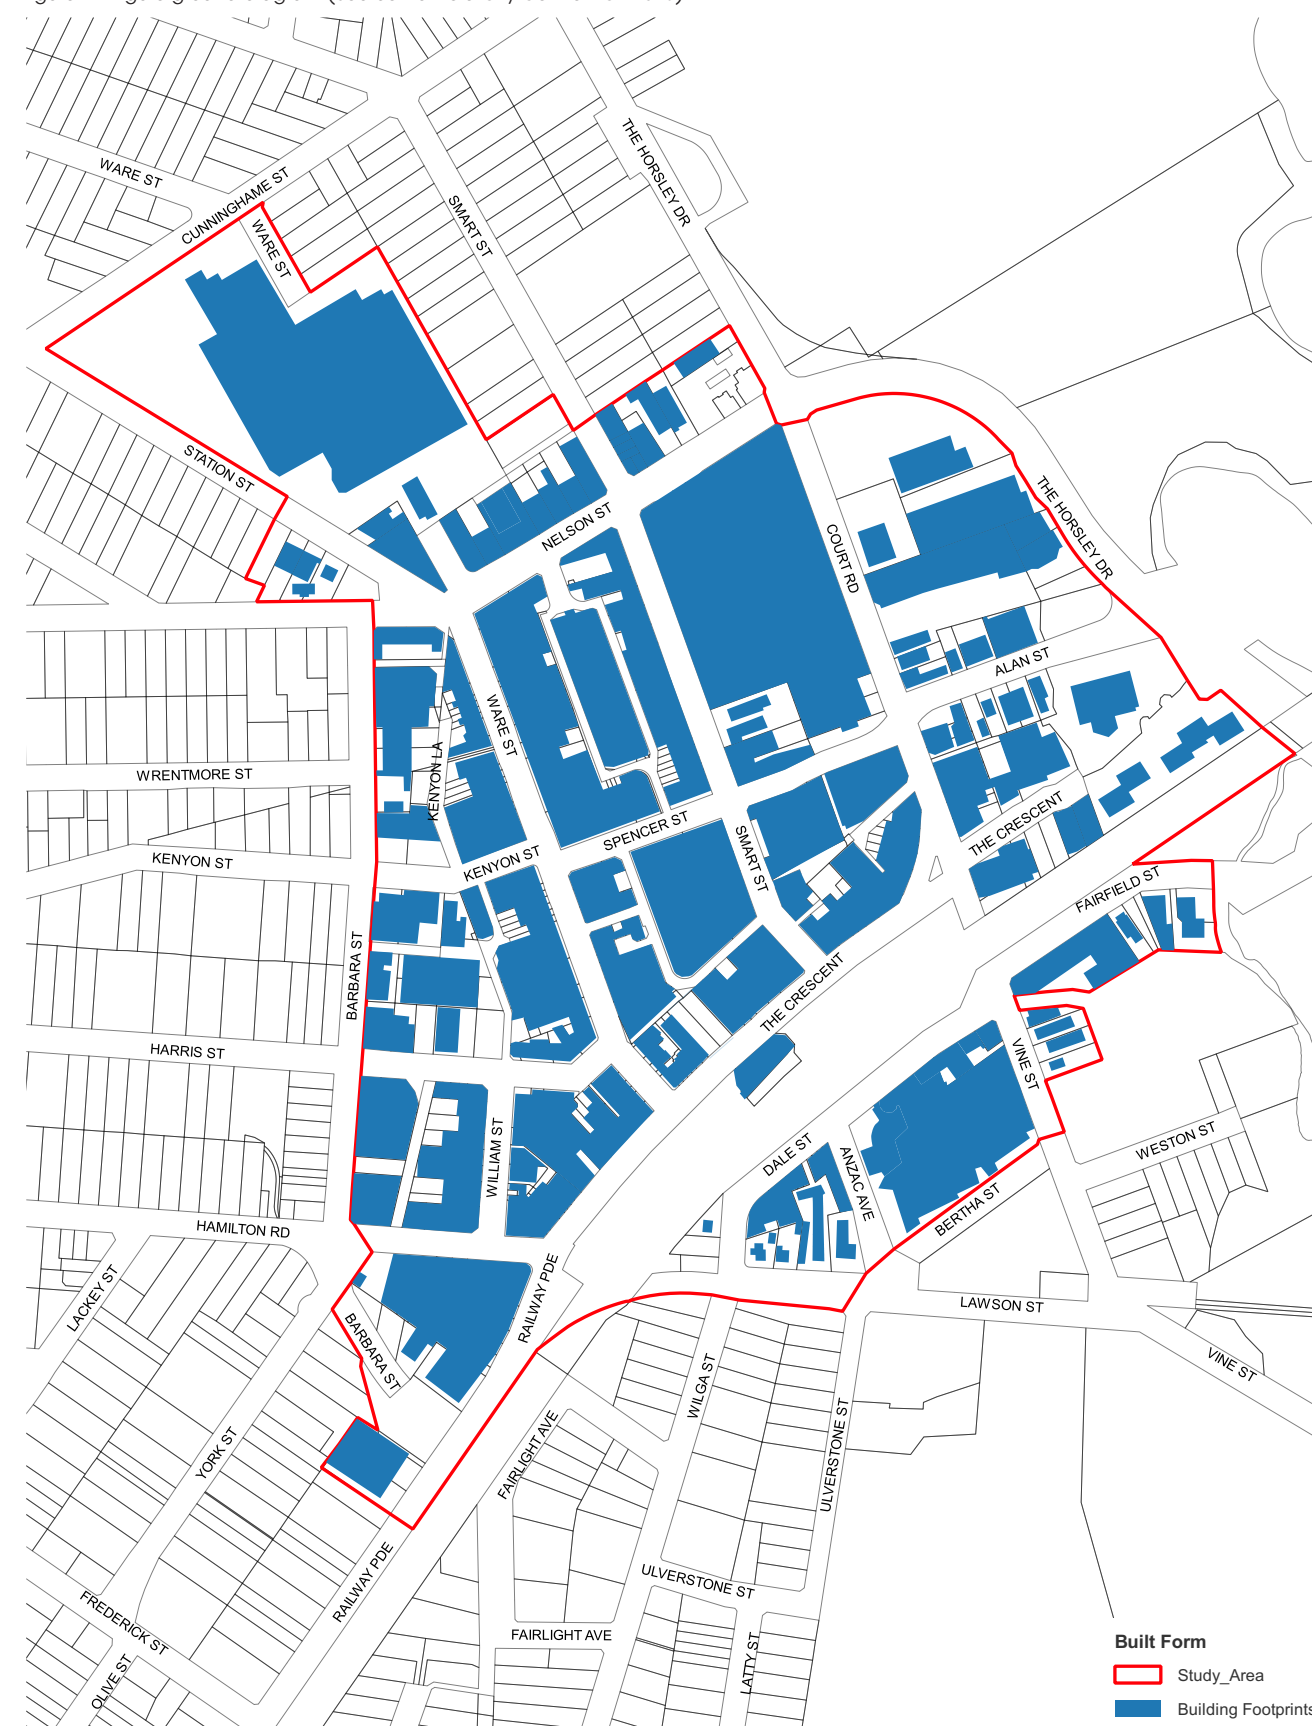 WARE ST
CUNNINGHAME ST
WARE ST
SMART ST
THE HORSLEY DR
STATION ST
NELSON ST
COURT RD
THE HORSLEY DR
ALAN ST
WARE ST
KENYON LA
WRENTMORE ST
SPENCER ST
SMART ST
THE CRESCENT
KENYON ST
KENYON ST
FAIRFIELD ST
BARBARA ST
THE CRESCENT
HARRIS ST
VINE ST
WESTON ST
WILLIAM ST
DALE ST
ANZAC AVE
BERTHA ST
HAMILTON RD
LACKEY ST
RAILWAY PDE
LAWSON ST
BARBARA ST
VINE ST
WILGA ST
YORK ST
FAIRLIGHT AVE
ULVERSTONE ST
RAILWAY PDE
ULVERSTONE ST
FREDERICK ST
FAIRLIGHT AVE
OLIVE ST
LATTY ST
Built Form
Study_Area
Building Footprints